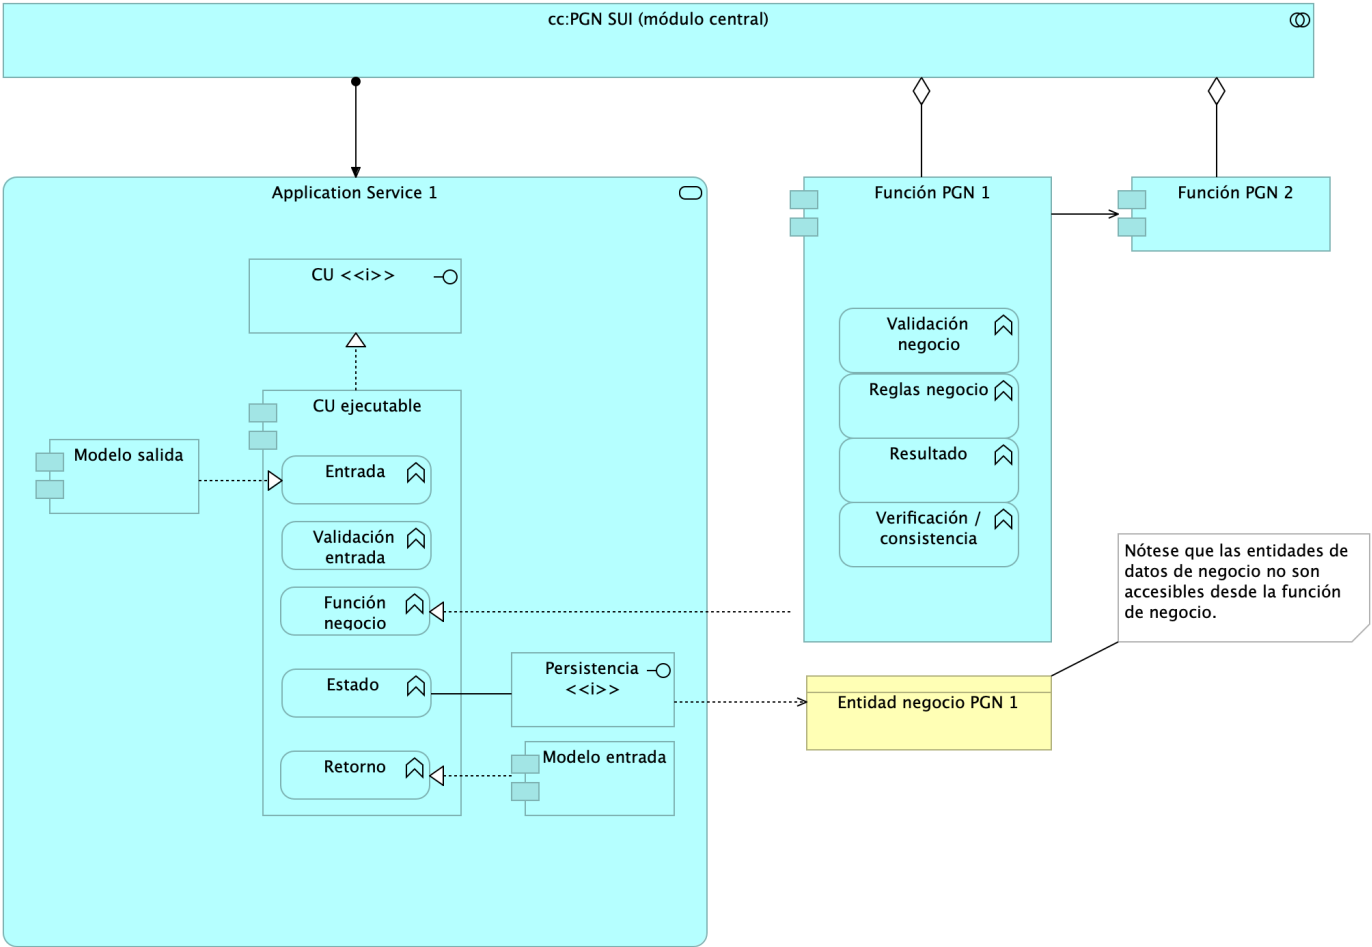 cc:PGN SUI (módulo central)
Application Service 1
CU <<i>>
CU ejecutable
Modelo salida
Entrada
Validación
entrada
Función
negocio
Estado
Persistencia
<<i>>
Retorno
Modelo entrada
Función PGN 1
Validación
negocio
Reglas negocio
Resultado
Verificación /
consistencia
Función PGN 2
Nótese que las entidades de
datos de negocio no son
accesibles desde la función
de negocio.
Entidad negocio PGN 1